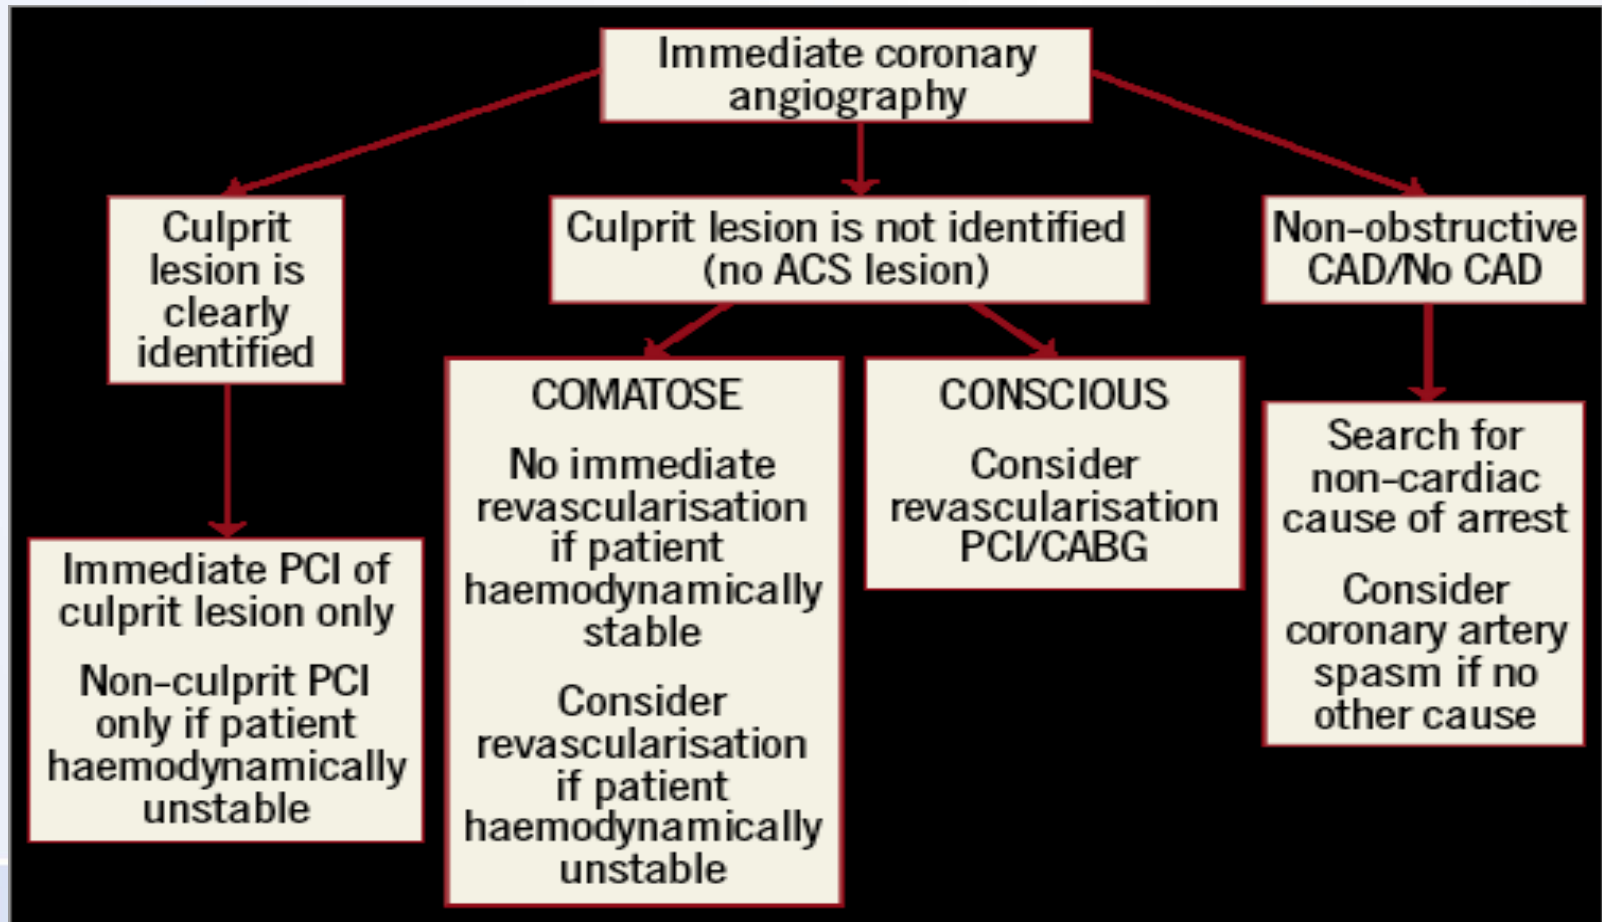 Immediate coronary
angiography
Culprit
lesion is
clearly
identified
Immediate PCI of
culprit lesion only
Non-culprit PCI
only if patient
haemodynamically
unstable
Culprit lesion is not identified
(no ACS lesion)
COMATOSE
No immediate
revascularisation
if patient
haemodynamically
stable
Consider
revascularisation
if patient
haemodynamically
unstable
CONSCIOUS
Consider
revascularisation
PCI/CABG
Non-obstructive
CAD/No CAD
Search for
non-cardiac
cause of arrest
Consider
coronary artery
spasm if no
other cause